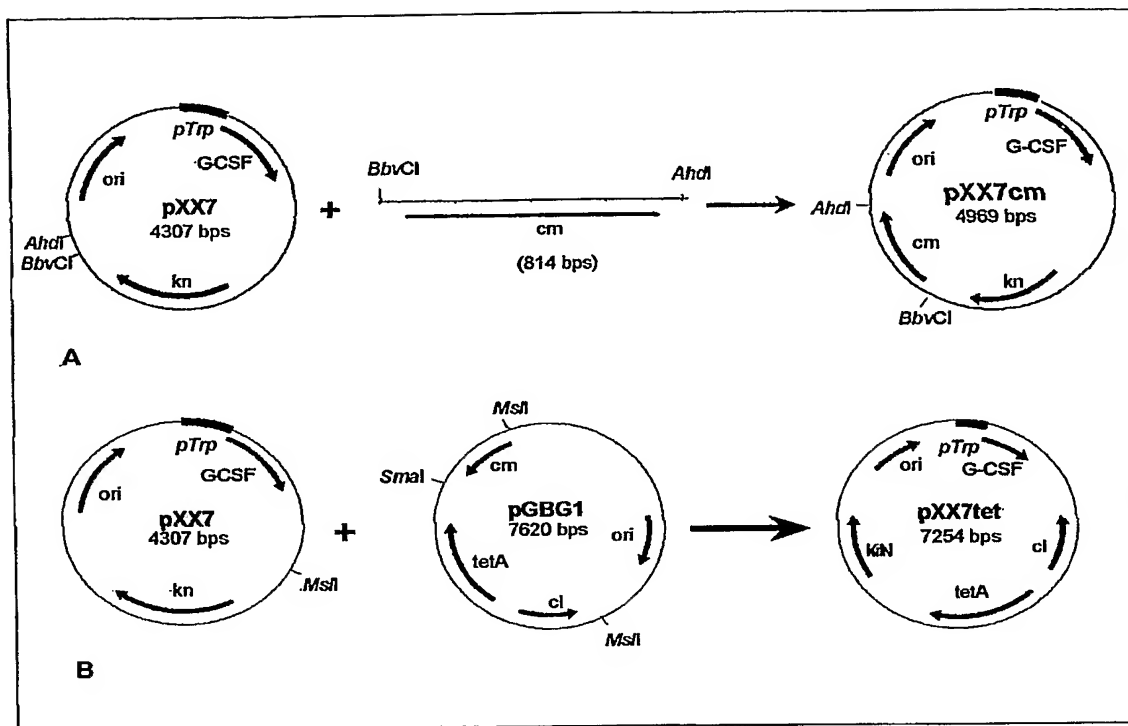 pTrp
GCSF
ori
pXX7
4307 bps
AhdI
BbvCI
kn
+
BbvCI
AhdI
cm
(814 bps)
pTrp
G-CSF
ori
pXX7cm
4969 bps
AhdI
cm
kn
BbvCI
A
pTrp
GCSF
ori
pXX7
4307 bps
MslI
kn
+
MslI
cm
SmaI
pGBG1
7620 bps
ori
tetA
cI
MslI
pTrp
ori
G-CSF
pXX7tet
7254 bps
cI
tetA
B